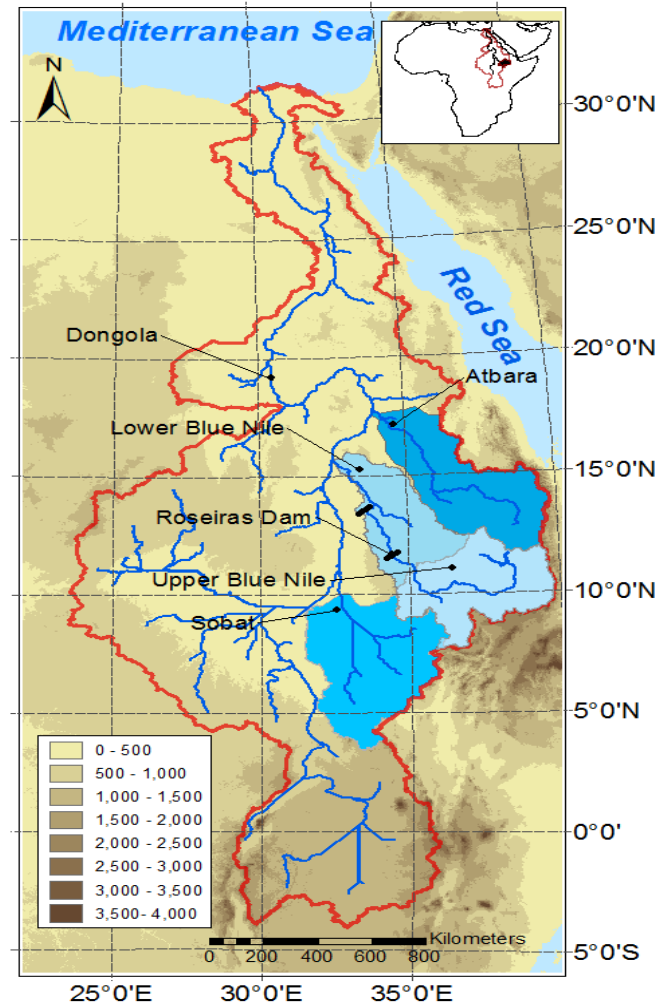 Mediterranean Sea
N
30°0'N
25°0'N
Red Sea
Dongola
20°0'N
Atbara
Lower Blue Nile
15°0'N
Roseiras Dam
Upper Blue Nile
10°0'N
Sobat
5°0'N
0 - 500
500 - 1,000
1,000 - 1,500
1,500 - 2,000
2,000 - 2,500
2,500 - 3,000
3,000 - 3,500
3,500- 4,000
0°0'
Kilometers
0 200 400 600 800
5°0'S
25°0'E 30°0'E 35°0'E